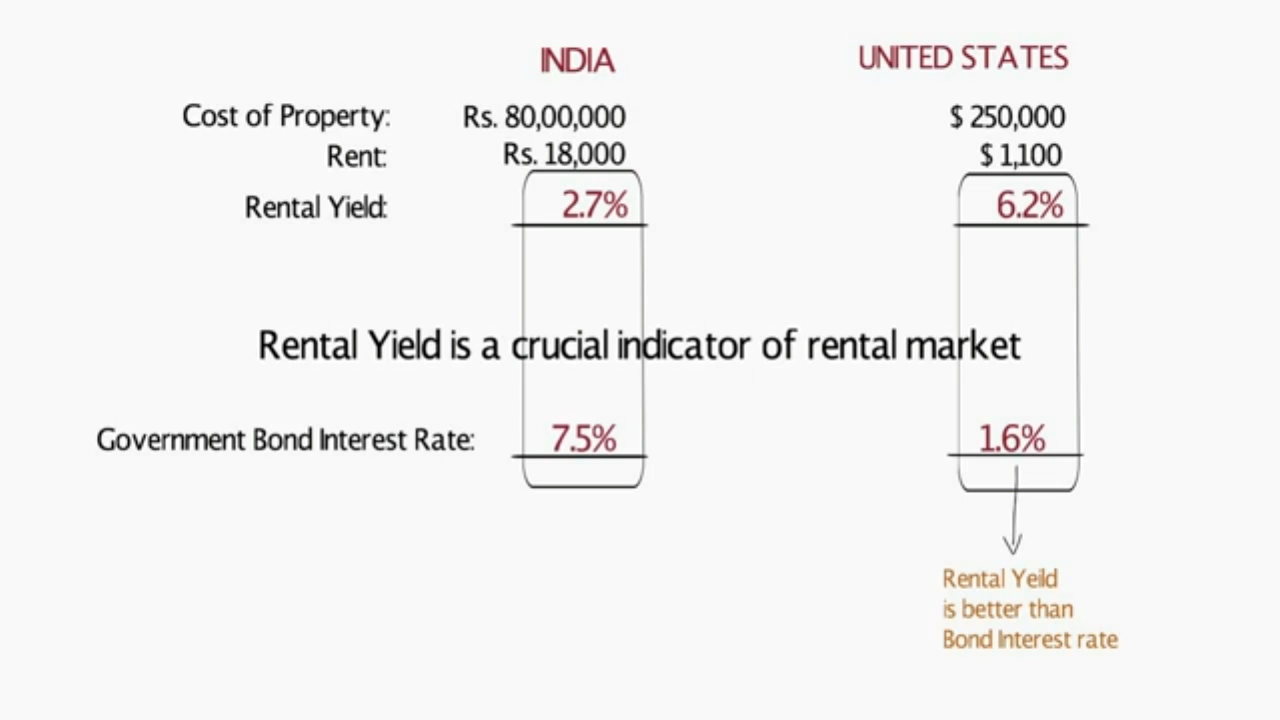 INDIA UNITED STATES
Cost of Property: Rs. 80,00,000 $ 250,000
Rent: Rs. 18,000 $ 1,100
Rental Yield: 2.7% 6.2%
Rental Yield is a crucial indicator of rental market
Government Bond Interest Rate: 7.5% 1.6%
Rental Yeild
is better than
Bond Interest rate